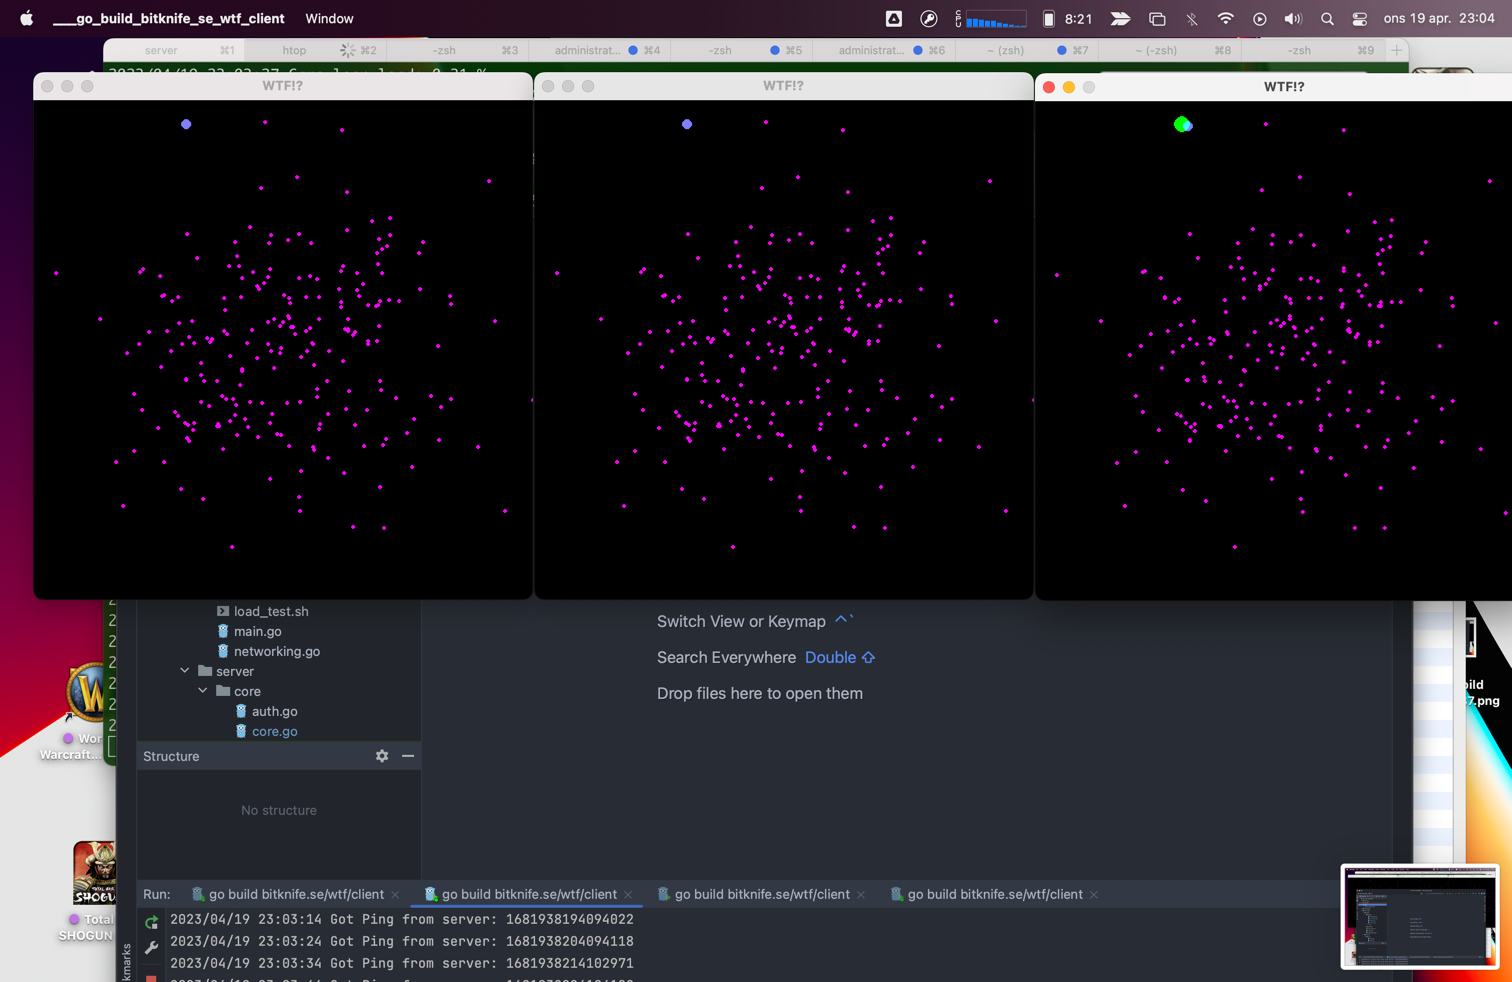 ___go_build_bitknife_se_wtf_client Window
CPU 8:21 ons 19 apr. 23:04
server ⌘1 htop ⌘2 -zsh ⌘3 administrat... ⌘4 -zsh ⌘5 administrat... ⌘6 ~ (zsh) ⌘7 ~ (-zsh) ⌘8 -zsh ⌘9
WTF!? WTF!? WTF!?
load_test.sh
main.go
networking.go
server
core
auth.go
core.go
Switch View or Keymap ^`
Search Everywhere Double ⇧
Drop files here to open them
Wor
Warcraft...
Structure
No structure
SHOGUN
Total
SHOGUN
bild
7.png
Run: go build bitknife.se/wtf/client go build bitknife.se/wtf/client go build bitknife.se/wtf/client go build bitknife.se/wtf/client
2023/04/19 23:03:14 Got Ping from server: 1681938194094022
2023/04/19 23:03:24 Got Ping from server: 1681938204094118
2023/04/19 23:03:34 Got Ping from server: 1681938214102971
kmarks